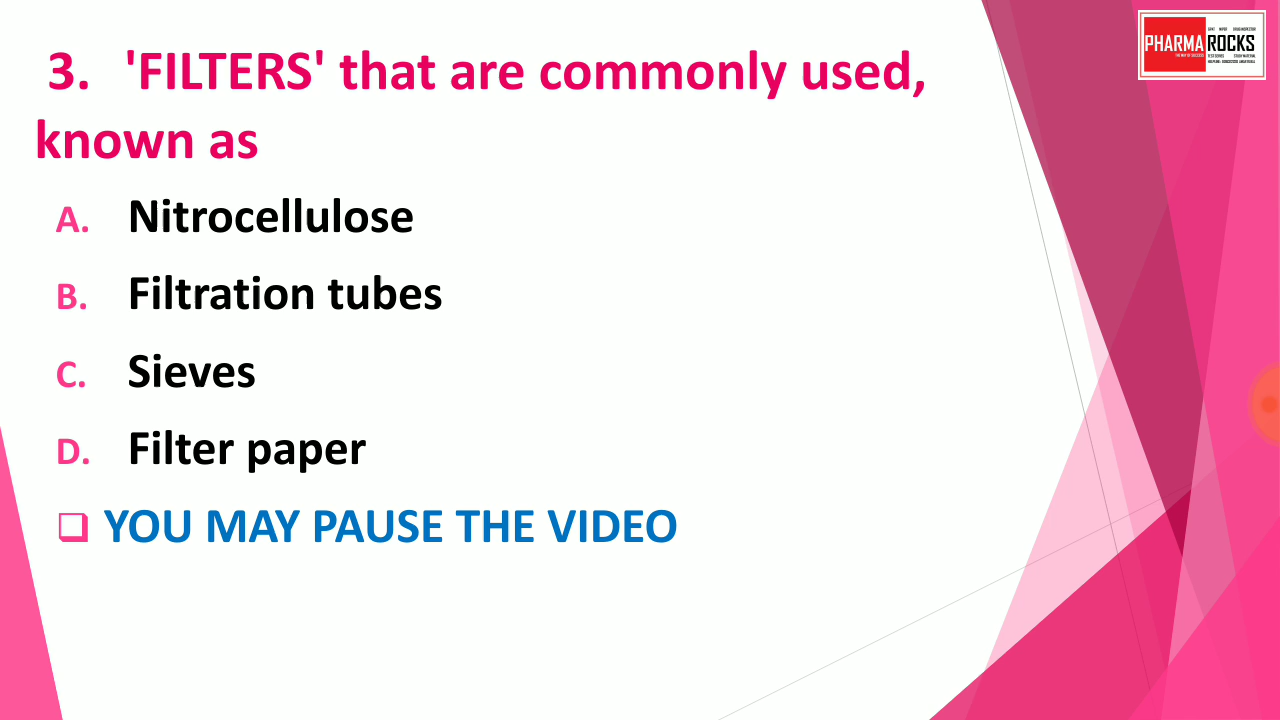 3. 'FILTERS' that are commonly used,
known as
A. Nitrocellulose
B. Filtration tubes
C. Sieves
D. Filter paper
YOU MAY PAUSE THE VIDEO
PHARMA ROCKS